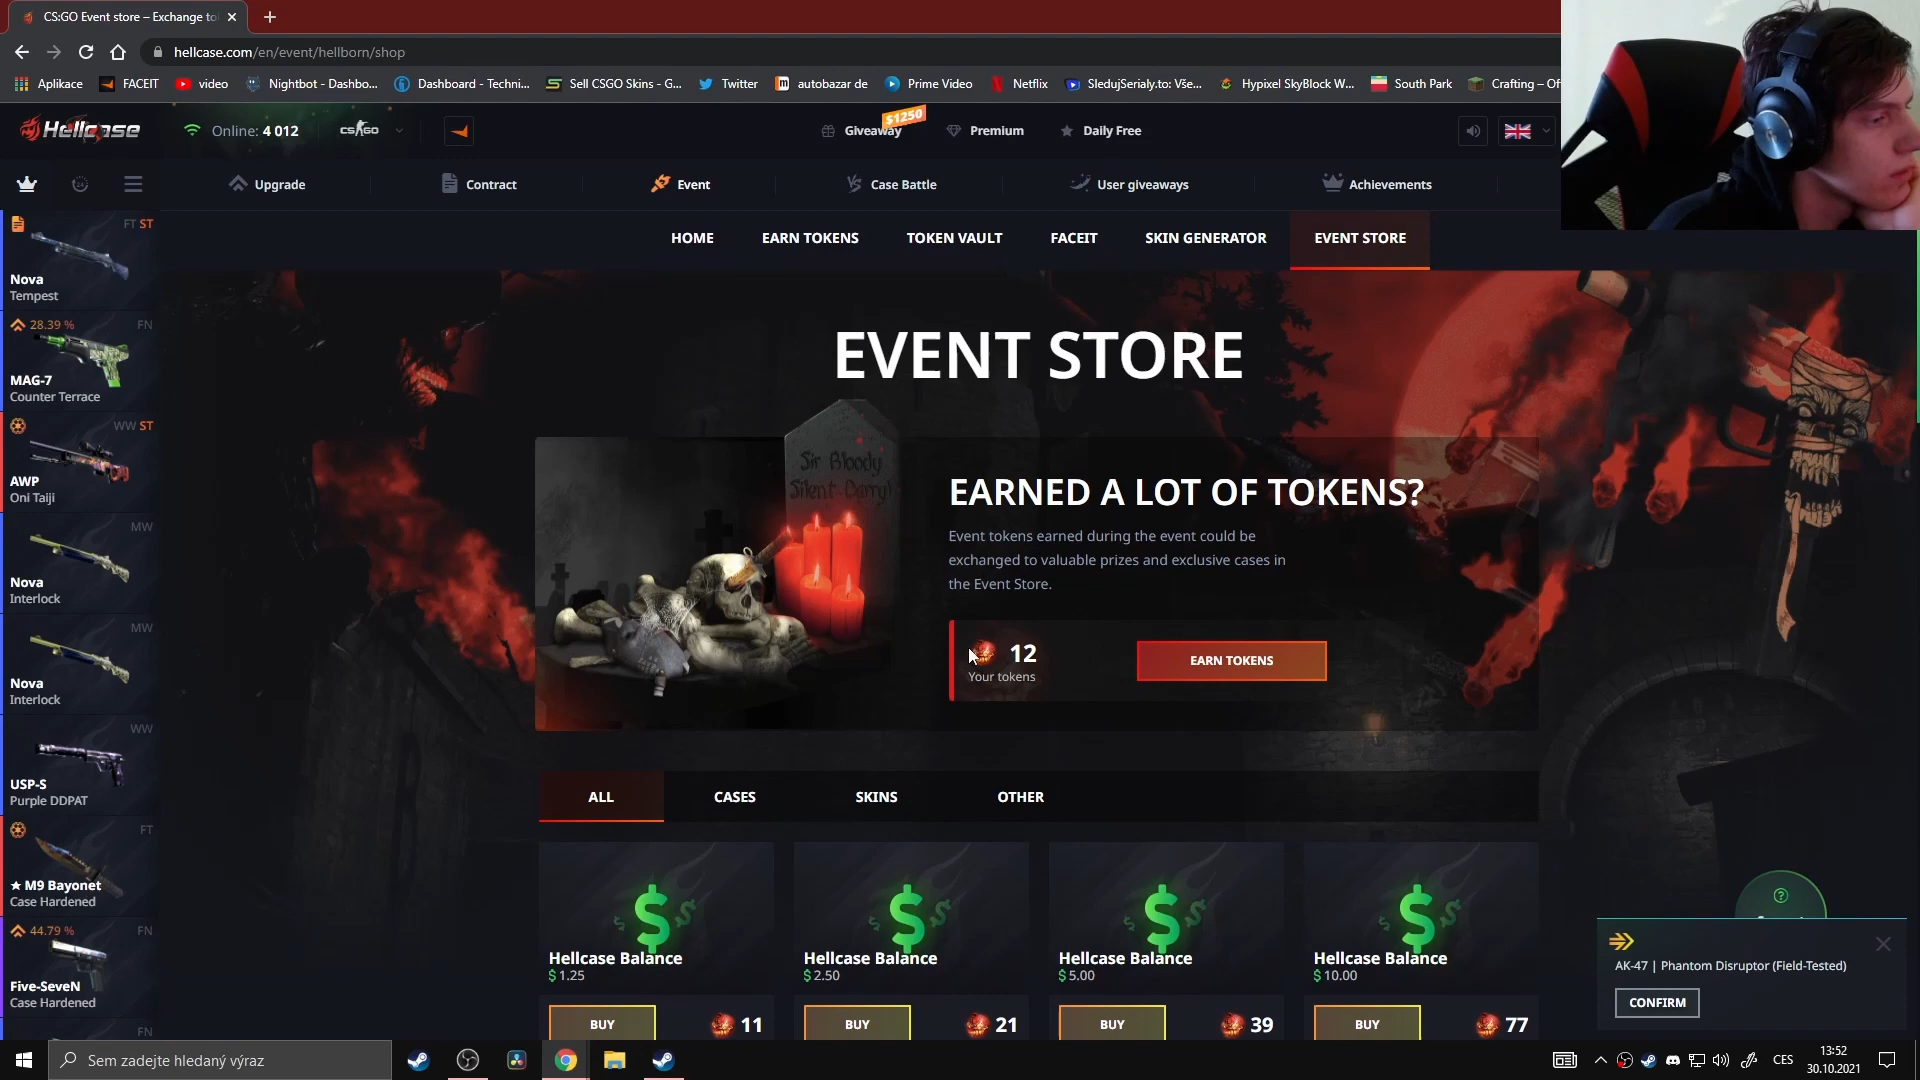 CS:GO Event store – Exchange to
hellcase.com/en/event/hellborn/shop
Aplikace
FACEIT
video
Nightbot - Dashbo...
Dashboard - Techni...
Sell CSGO Skins - G...
Twitter
autobazar de
Prime Video
Netflix
SledujSerialy.to: Vše...
Hypixel SkyBlock W...
South Park
Crafting – Of
Hellcase
Online: 4 012
CS:GO
Giveaway
$1250
Premium
Daily Free
Upgrade
Contract
Event
Case Battle
User giveaways
Achievements
HOME
EARN TOKENS
TOKEN VAULT
FACEIT
SKIN GENERATOR
EVENT STORE
FT ST
Nova
Tempest
28.39 %
FN
MAG-7
Counter Terrace
WW ST
AWP
Oni Taiji
MW
Nova
Interlock
MW
Nova
Interlock
WW
USP-S
Purple DDPAT
FT
★ M9 Bayonet
Case Hardened
44.79 %
FN
Five-SeveN
Case Hardened
FN
EVENT STORE
Sir Bloody
Silent Darryl
EARNED A LOT OF TOKENS?
Event tokens earned during the event could be
exchanged to valuable prizes and exclusive cases in
the Event Store.
12
Your tokens
EARN TOKENS
ALL
CASES
SKINS
OTHER
Hellcase Balance
$ 1.25
BUY
11
Hellcase Balance
$ 2.50
BUY
21
Hellcase Balance
$ 5.00
BUY
39
Hellcase Balance
$ 10.00
BUY
77
AK-47 | Phantom Disruptor (Field-Tested)
CONFIRM
Sem zadejte hledaný výraz
CES
13:52
30.10.2021